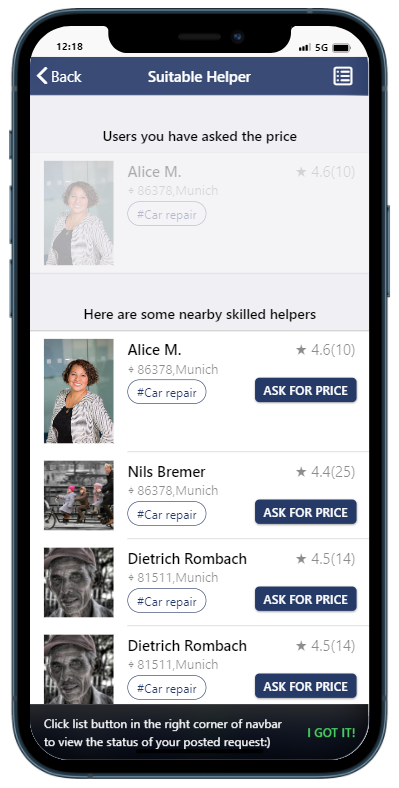 12:18 5G
Back Suitable Helper
Users you have asked the price
Alice M. ★ 4.6(10)
86378,Munich
#Car repair
Here are some nearby skilled helpers
Alice M. ★ 4.6(10)
86378,Munich
#Car repair ASK FOR PRICE
Nils Bremer ★ 4.4(25)
86378,Munich
#Car repair ASK FOR PRICE
Dietrich Rombach ★ 4.5(14)
81511,Munich
#Car repair ASK FOR PRICE
Dietrich Rombach ★ 4.5(14)
81511,Munich
#Car repair ASK FOR PRICE
Click list button in the right corner of navbar
to view the status of your posted request:) I GOT IT!